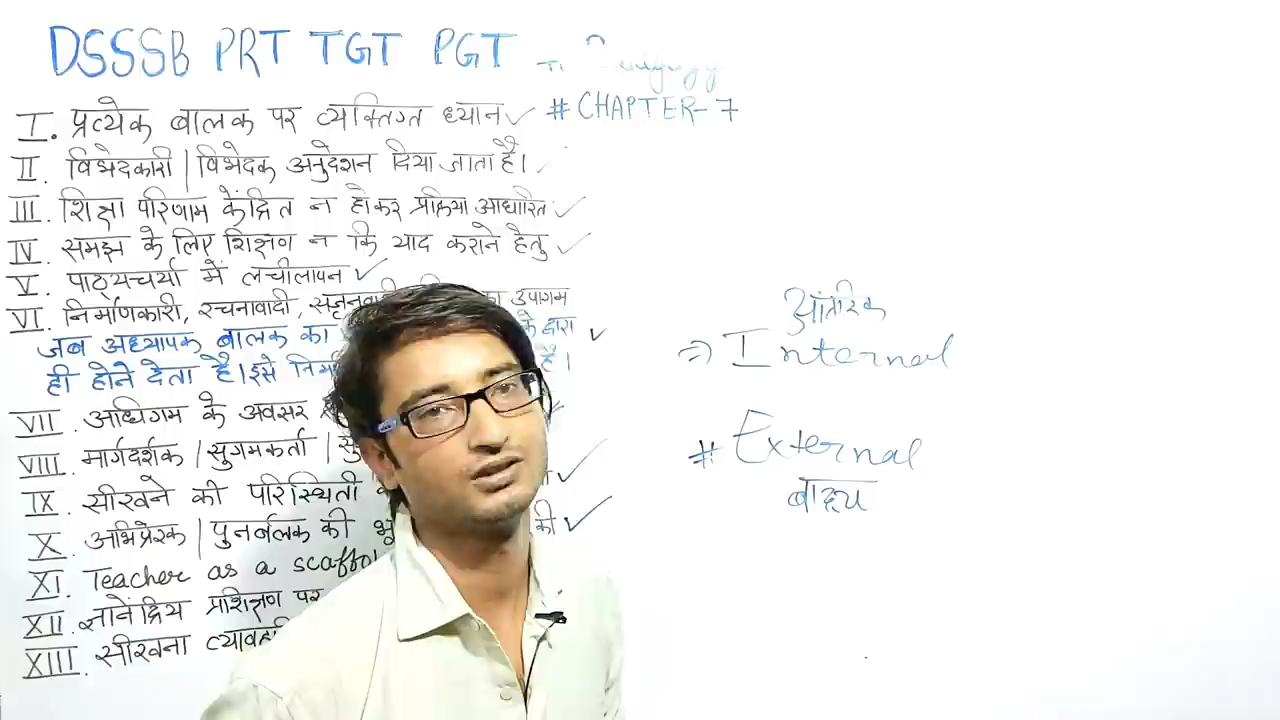 DSSSB PRT TGT PGT
# CHAPTER-7
I. प्रत्येक बालक पर व्यक्तिगत ध्यान
II. विभेदकारी | विभेदक अनुदेशन दिया जाता है।
III. शिक्षा परिणाम केंद्रित न होकर प्रक्रिया आधारित
IV. समझ के लिए शिक्षण न कि याद कराने हेतु
V. पाठ्यचर्या में लचीलापन
VI. निर्माणकारी, रचनावादी, का उपागम
जब अध्यापक बालक का के द्वारा
ही होने देता है। इसे है।
VII. अधिगम के अवसर
VIII. मार्गदर्शक | सुगमकर्ता |
IX. सीखने की परिस्थिती
X. अभिप्रेरक | पुनर्बलक की की
XI. Teacher as a
XII. ज्ञानेंद्रिय प्रशिक्षण पर
XIII. सीखना
आंतरिक
⇒ Internal
# External
बाह्य